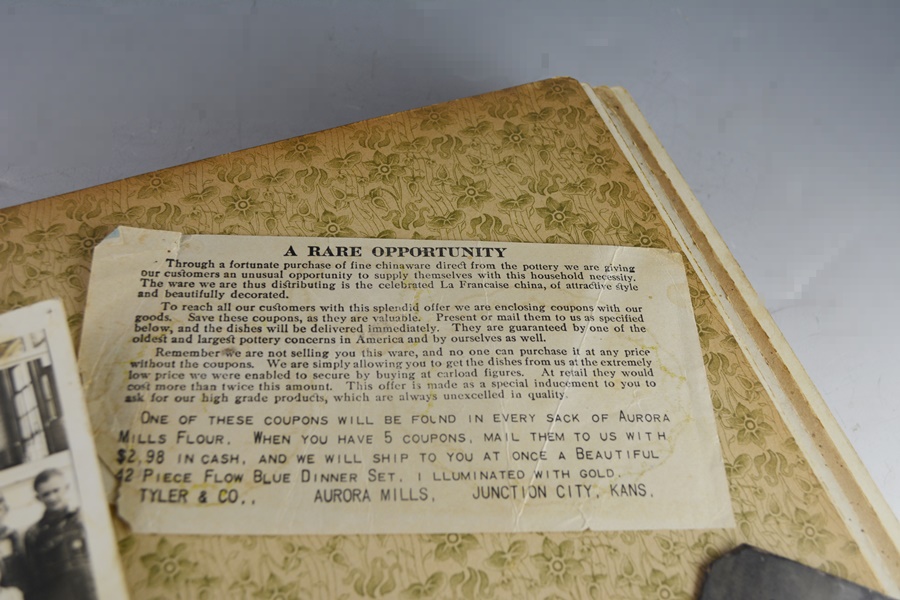 A RARE OPPORTUNITY
Through a fortunate purchase of fine chinaware direct from the pottery we are giving
our customers an unusual opportunity to supply themselves with this household necessity.
The ware we are thus distributing is the celebrated La Francaise china, of attractive style
and beautifully decorated.
To reach all our customers with this splendid offer we are enclosing coupons with our
goods. Save these coupons, as they are valuable. Present or mail them to us as specified
below, and the dishes will be delivered immediately. They are guaranteed by one of the
oldest and largest pottery concerns in America and by ourselves as well.
Remember we are not selling you this ware, and no one can purchase it at any price
without the coupons. We are simply allowing you to get the dishes from us at the extremely
low price we were enabled to secure by buying at carload figures. At retail they would
cost more than twice this amount. This offer is made as a special inducement to you to
ask for our high grade products, which are always unexcelled in quality.
ONE OF THESE COUPONS WILL BE FOUND IN EVERY SACK OF AURORA
MILLS FLOUR. WHEN YOU HAVE 5 COUPONS, MAIL THEM TO US WITH
$2.98 IN CASH, AND WE WILL SHIP TO YOU AT ONCE A BEAUTIFUL
42 PIECE FLOW BLUE DINNER SET, ILLUMINATED WITH GOLD.
TYLER & CO., AURORA MILLS, JUNCTION CITY, KANS.